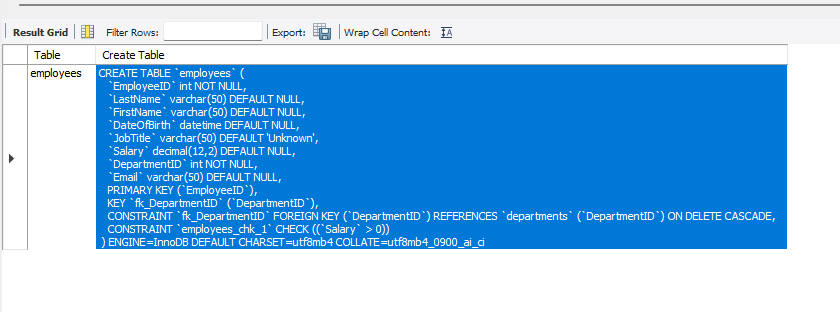 Result Grid Filter Rows: Export: Wrap Cell Content:
Table Create Table
employees CREATE TABLE `employees` (
`EmployeeID` int NOT NULL,
`LastName` varchar(50) DEFAULT NULL,
`FirstName` varchar(50) DEFAULT NULL,
`DateOfBirth` datetime DEFAULT NULL,
`JobTitle` varchar(50) DEFAULT 'Unknown',
`Salary` decimal(12,2) DEFAULT NULL,
`DepartmentID` int NOT NULL,
`Email` varchar(50) DEFAULT NULL,
PRIMARY KEY (`EmployeeID`),
KEY `fk_DepartmentID` (`DepartmentID`),
CONSTRAINT `fk_DepartmentID` FOREIGN KEY (`DepartmentID`) REFERENCES `departments` (`DepartmentID`) ON DELETE CASCADE,
CONSTRAINT `employees_chk_1` CHECK ((`Salary` > 0))
) ENGINE=InnoDB DEFAULT CHARSET=utf8mb4 COLLATE=utf8mb4_0900_ai_ci